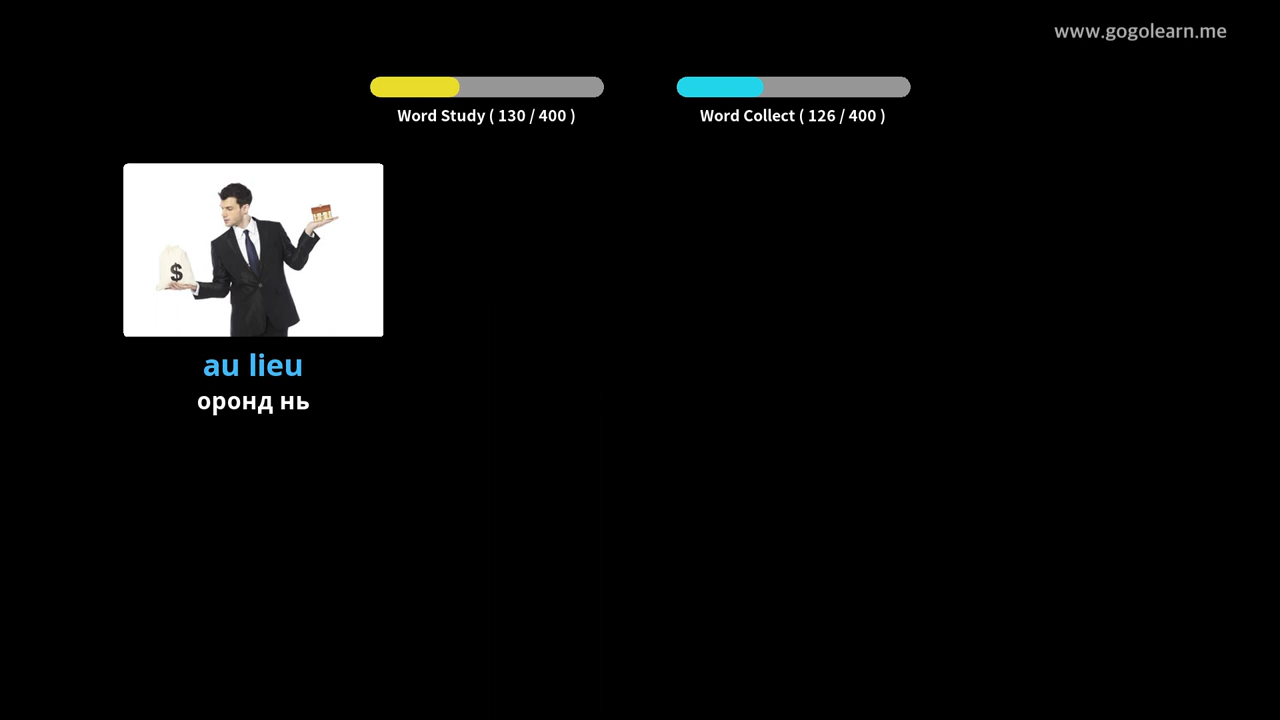 www.gogolearn.me
Word Study ( 130 / 400 )
Word Collect ( 126 / 400 )
$
au lieu
оронд нь